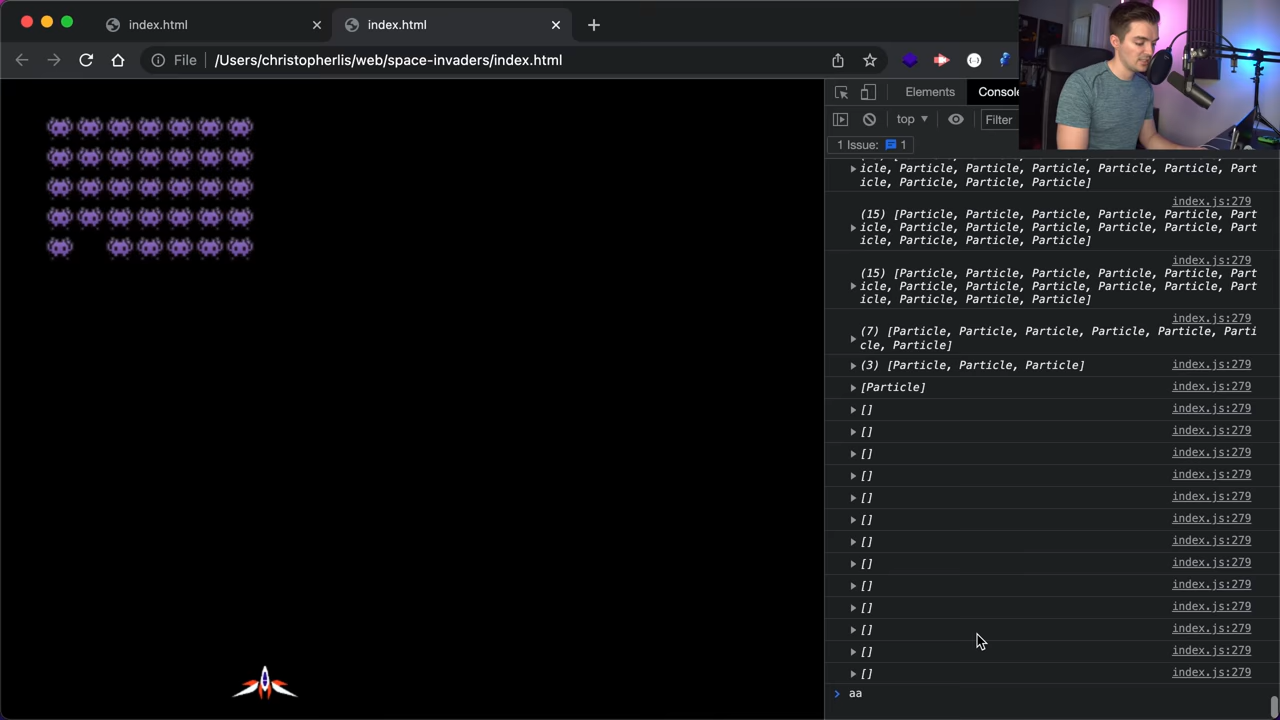 index.html
index.html
File /Users/christopherlis/web/space-invaders/index.html
Elements
Console
top
Filter
1 Issue: 1
icle, Particle, Particle, Particle, Particle, Part
icle, Particle, Particle, Particle]
index.js:279
(15) [Particle, Particle, Particle, Particle, Part
icle, Particle, Particle, Particle, Particle, Part
icle, Particle, Particle, Particle]
index.js:279
(15) [Particle, Particle, Particle, Particle, Part
icle, Particle, Particle, Particle, Particle, Part
icle, Particle, Particle, Particle]
index.js:279
(7) [Particle, Particle, Particle, Particle, Parti
cle, Particle]
(3) [Particle, Particle, Particle] index.js:279
[Particle] index.js:279
[] index.js:279
[] index.js:279
[] index.js:279
[] index.js:279
[] index.js:279
[] index.js:279
[] index.js:279
[] index.js:279
[] index.js:279
[] index.js:279
[] index.js:279
[] index.js:279
[] index.js:279
> aa